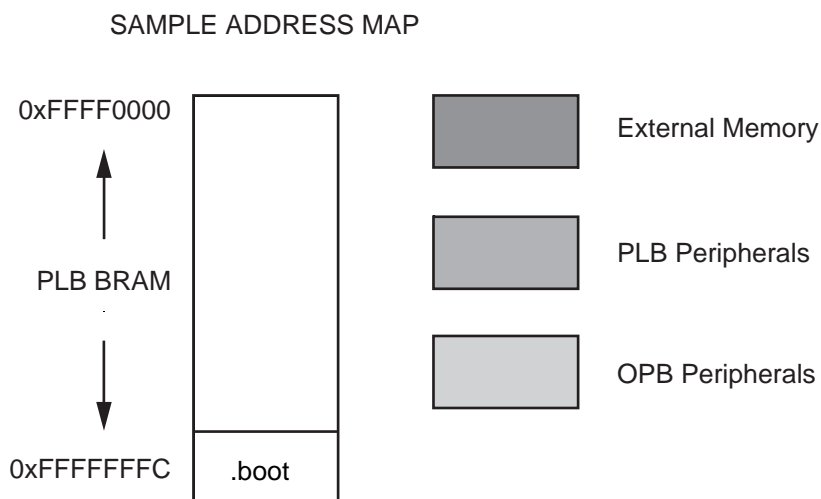 SAMPLE ADDRESS MAP
0xFFFF0000
External Memory
PLB BRAM
PLB Peripherals
OPB Peripherals
0xFFFFFFFC
.boot